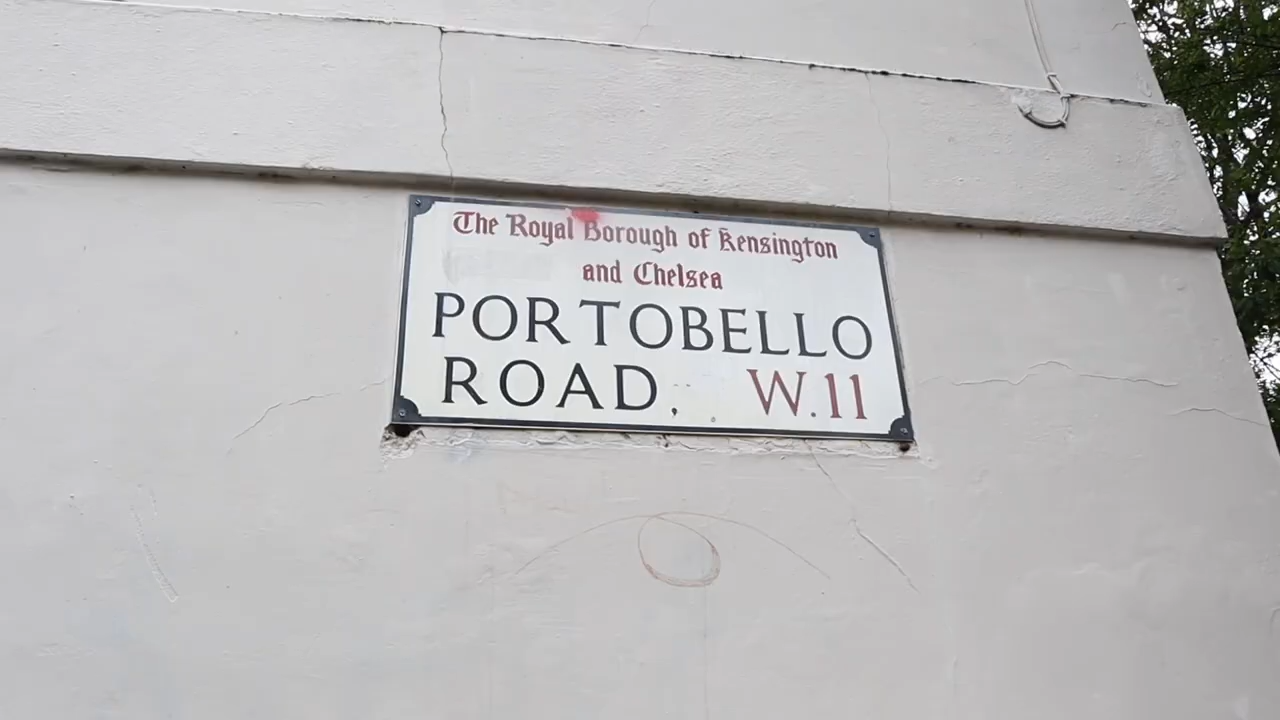 The Royal Borough of Kensington
and Chelsea
PORTOBELLO
ROAD. W.11